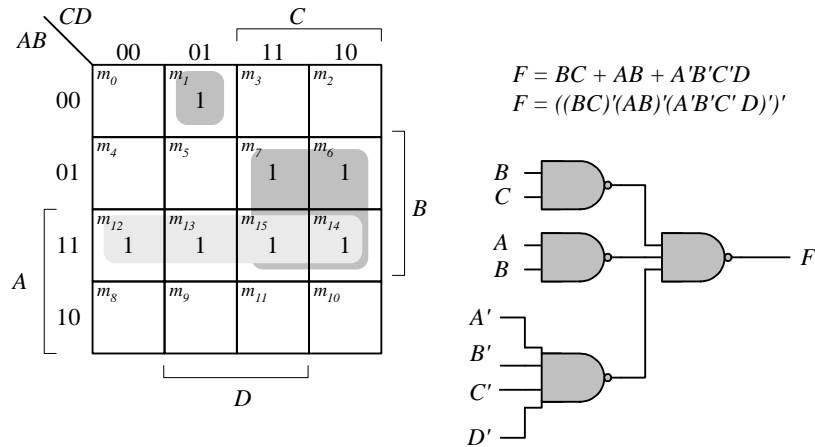 CD
C
AB
00 01 11 10
m0 m1 m3 m2
00 1
m4 m5 m7 m6
01 1 1
B
m12 m13 m15 m14
11 1 1 1 1
A
m8 m9 m11 m10
10
D
F = BC + AB + A'B'C'D
F = ((BC)'(AB)'(A'B'C' D)')'
B
C
A
B
F
A'
B'
C'
D'